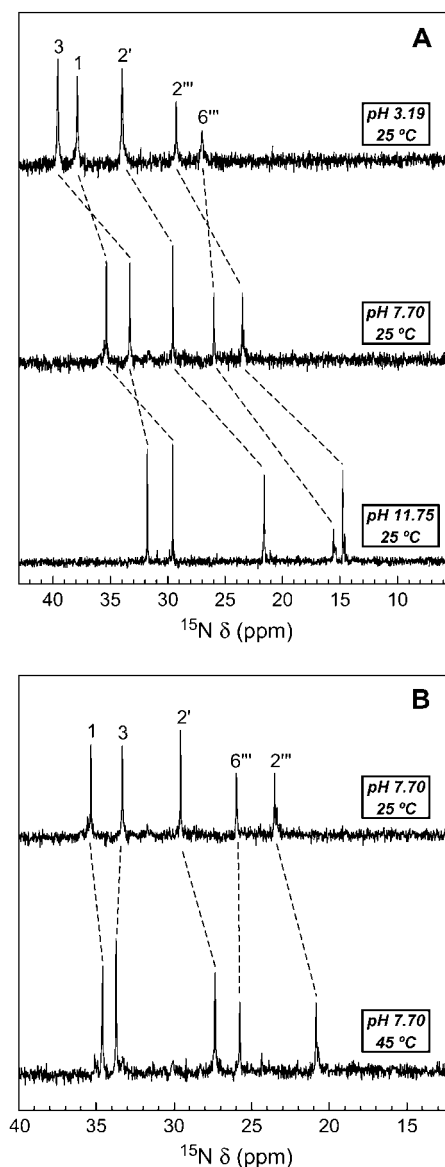 A
3 1 2' 2''' 6'''
pH 3.19
25 ºC
pH 7.70
25 ºC
pH 11.75
25 ºC
40 35 30 25 20 15 10
¹⁵N δ (ppm)
B
1 3 2' 6''' 2'''
pH 7.70
25 ºC
pH 7.70
45 ºC
40 35 30 25 20 15
¹⁵N δ (ppm)